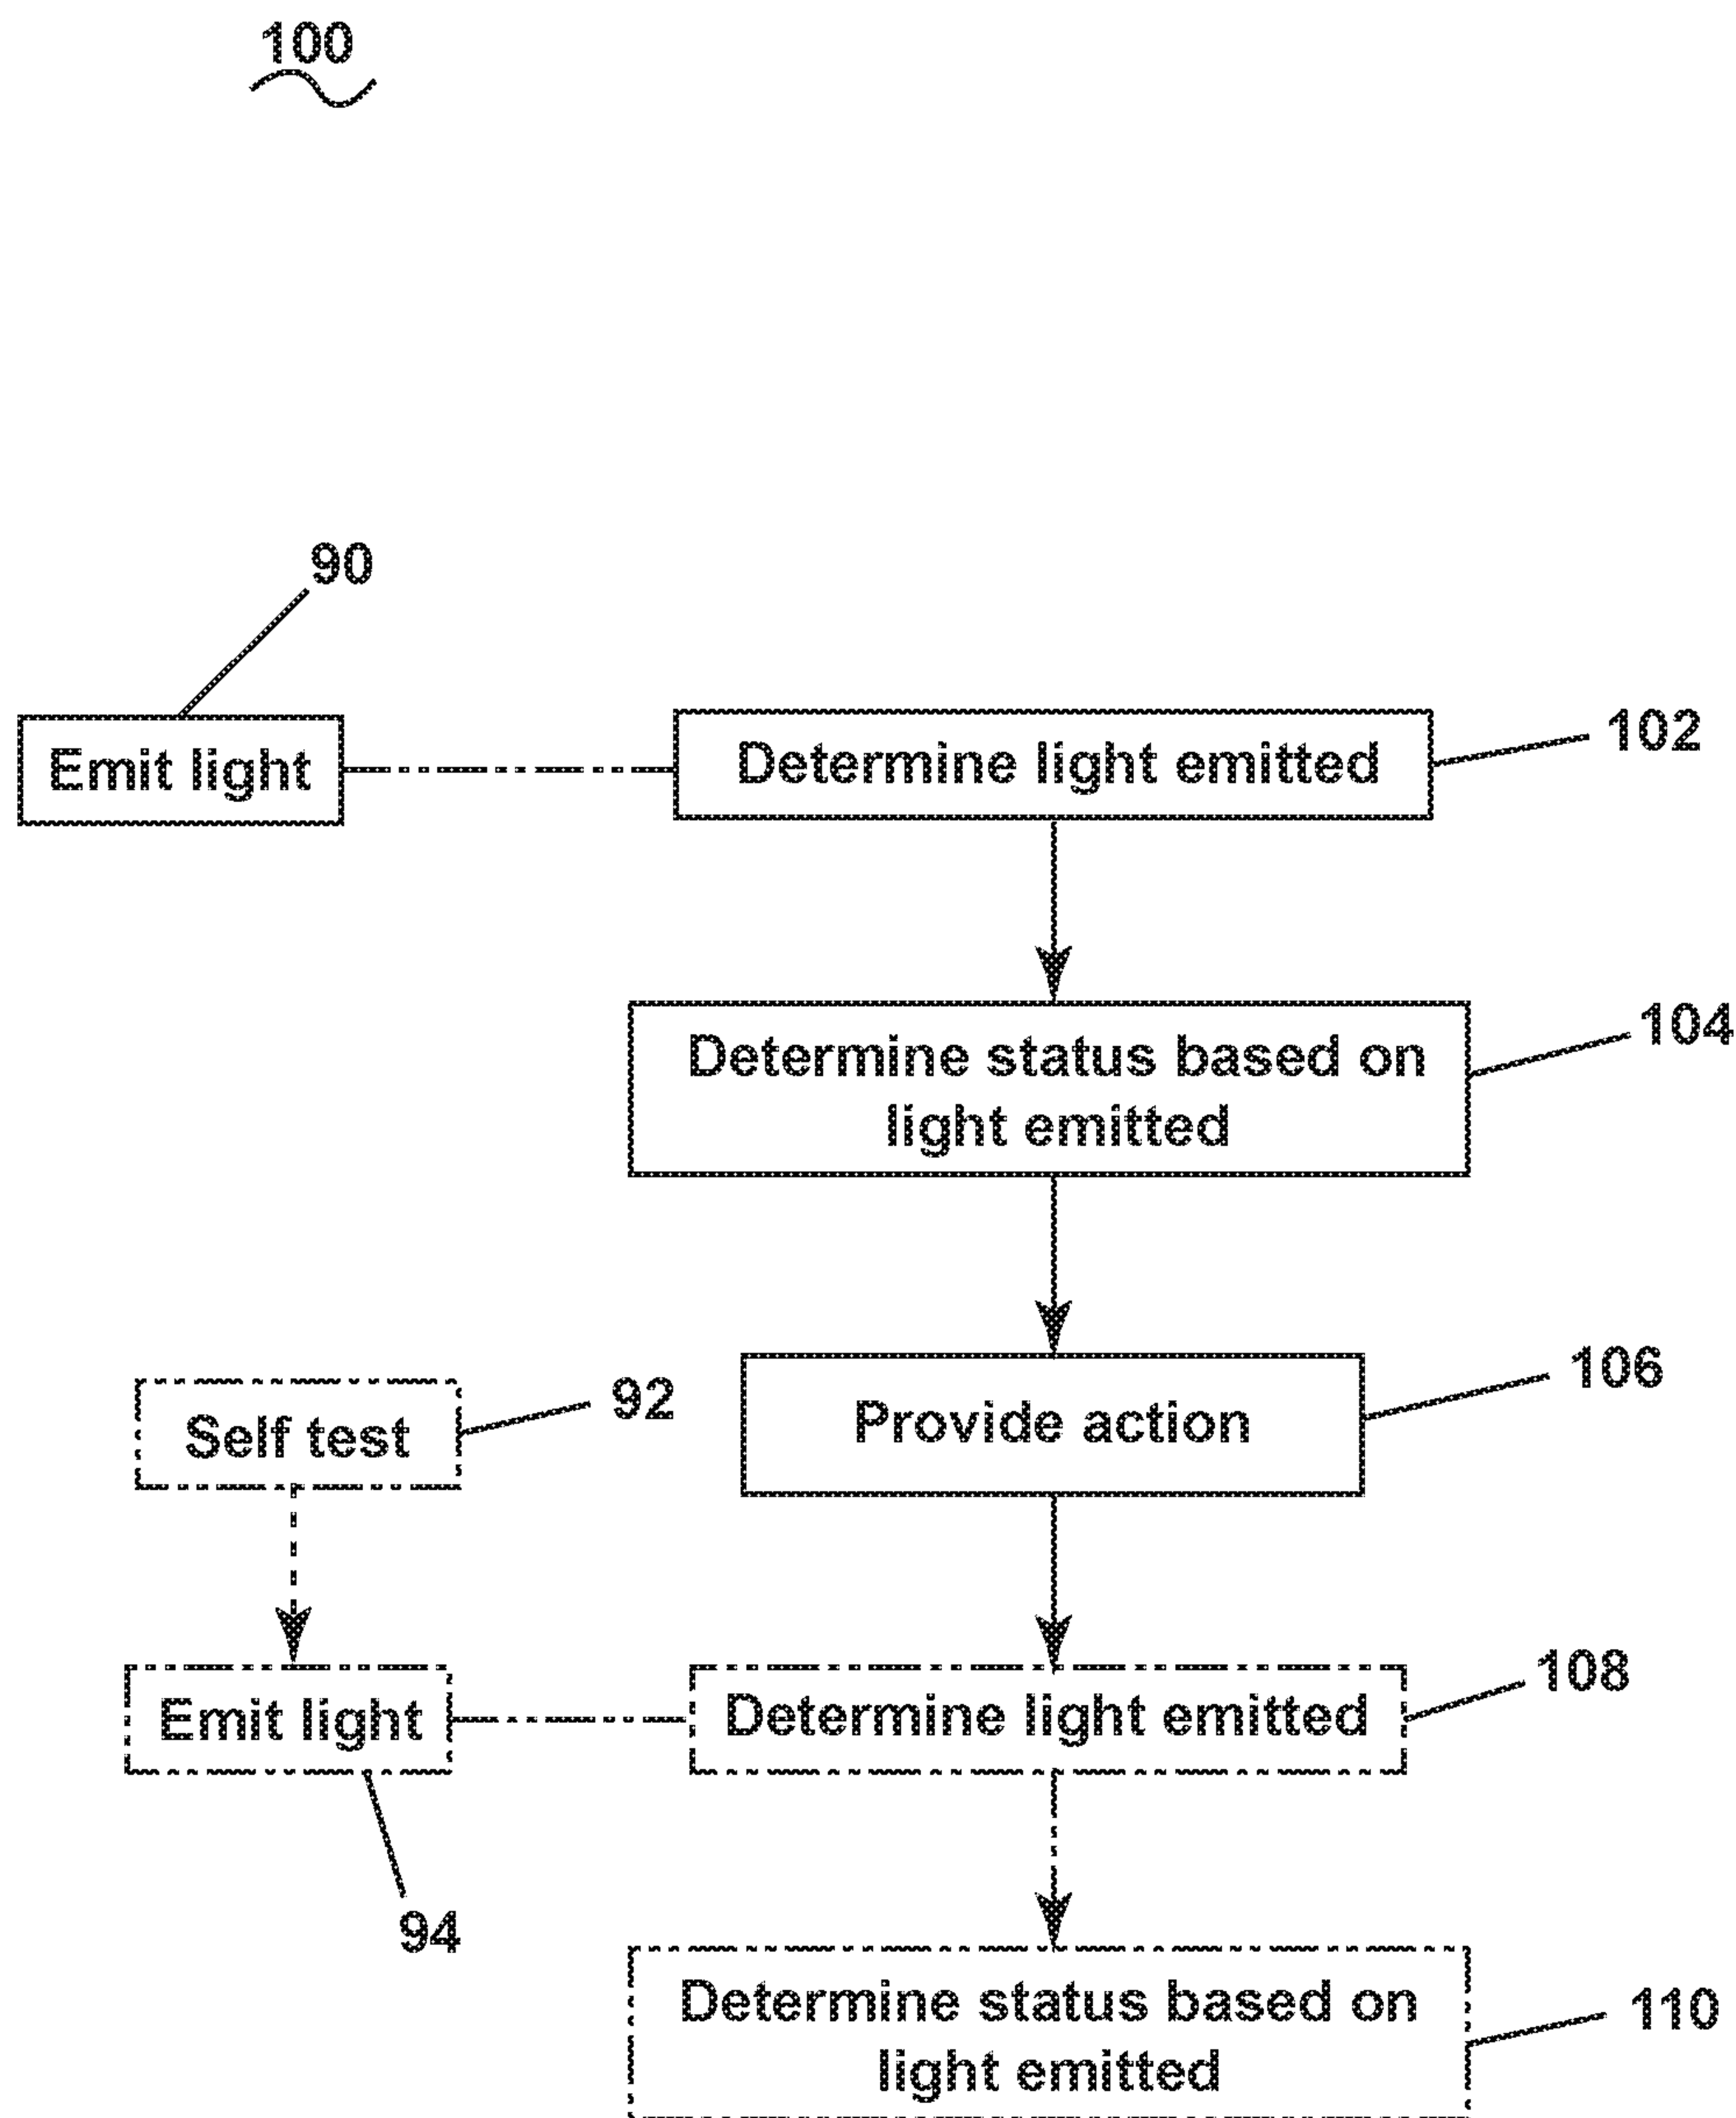 100
90
Emit light
Determine light emitted
102
Determine status based on
light emitted
104
Self test
92
Provide action
106
Emit light
94
Determine light emitted
108
Determine status based on
light emitted
110